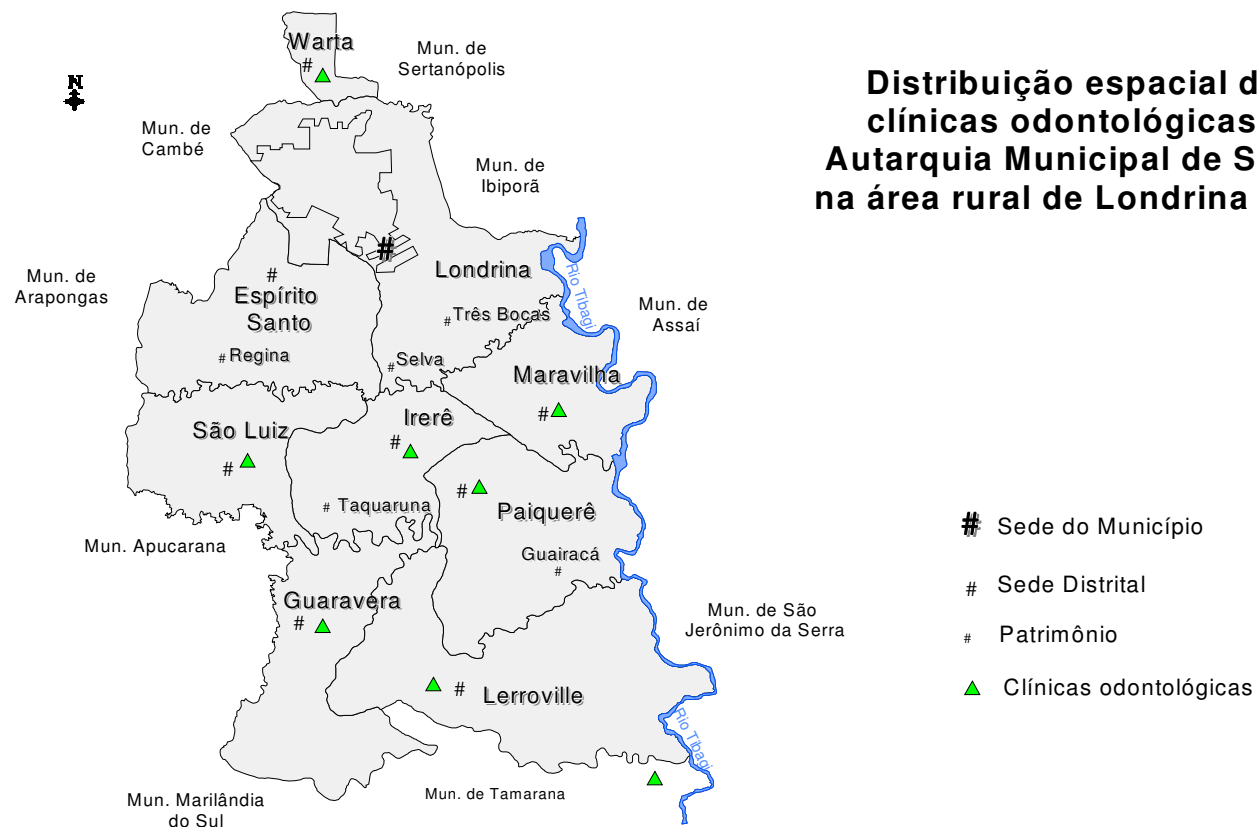 Distribuição espacial d
clínicas odontológicas
Autarquia Municipal de S
na área rural de Londrina
N
Warta
#
Mun. de
Sertanópolis
Mun. de
Cambé
Mun. de
Ibiporã
#
Londrina
Rio Tibagi
Mun. de
Arapongas
#
Espírito
Santo
# Regina
# Três Bocas
# Selva
Mun. de
Assaí
Maravilha
#
São Luiz
#
Irerê
#
# Taquaruna
#
Paiquerê
Guairacá
#
Mun. Apucarana
Guaravera
#
Mun. de São
Jerônimo da Serra
# Lerroville
Rio Tibagi
Mun. Marilândia
do Sul
Mun. de Tamarana
# Sede do Município
# Sede Distrital
# Patrimônio
Clínicas odontológicas